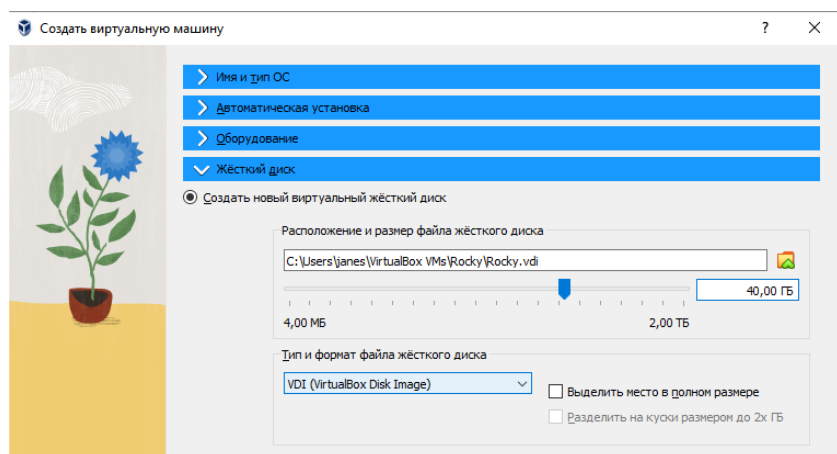 Создать виртуальную машину
?
Имя и тип ОС
Автоматическая установка
Оборудование
Жёсткий диск
Создать новый виртуальный жёсткий диск
Расположение и размер файла жёсткого диска
C:\Users\janes\VirtualBox VMs\Rocky\Rocky.vdi
40,00 ГБ
4,00 МБ 2,00 ТБ
Тип и формат файла жёсткого диска
VDI (VirtualBox Disk Image)
Выделить место в полном размере
Разделить на куски размером до 2х ГБ